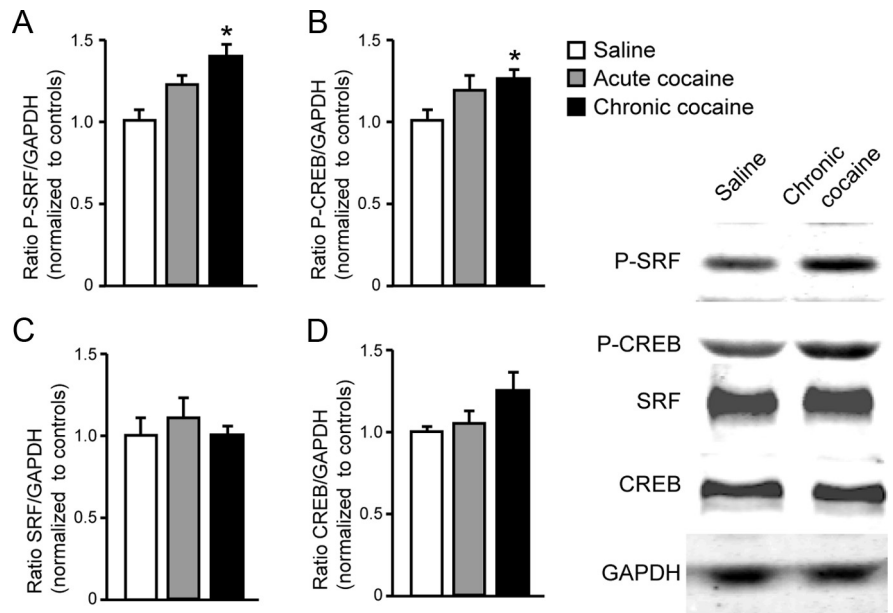 A
Ratio P-SRF/GAPDH
(normalized to controls)
1.5
1.0
0.5
0
*
B
Ratio P-CREB/GAPDH
(normalized to controls)
1.5
1.0
0.5
0
*
Saline
Acute cocaine
Chronic cocaine
C
Ratio SRF/GAPDH
(normalized to controls)
1.5
1.0
0.5
0
D
Ratio CREB/GAPDH
(normalized to controls)
1.5
1.0
0.5
0
Saline
Chronic
cocaine
P-SRF
P-CREB
SRF
CREB
GAPDH